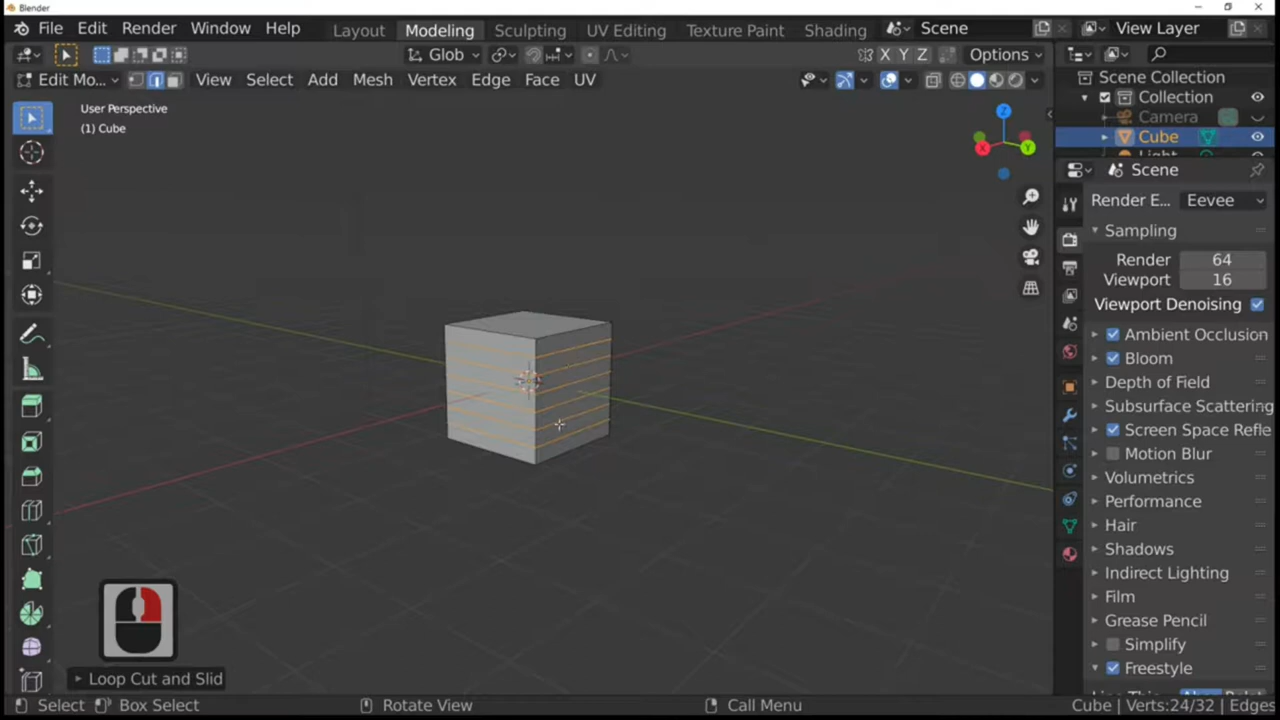 Blender
File Edit Render Window Help Layout Modeling Sculpting UV Editing Texture Paint Shading Scene View Layer
Glob X Y Z Options
Edit Mo... View Select Add Mesh Vertex Edge Face UV
User Perspective
(1) Cube
Z
X
Y
Scene Collection
Collection
Camera
Cube
Scene
Render E... Eevee
Sampling
Render 64
Viewport 16
Viewport Denoising
Ambient Occlusion
Bloom
Depth of Field
Subsurface Scattering
Screen Space Refle
Motion Blur
Volumetrics
Performance
Hair
Shadows
Indirect Lighting
Film
Grease Pencil
Simplify
Freestyle
Loop Cut and Slid
Select Box Select Rotate View Call Menu Cube | Verts:24/32 | Edges